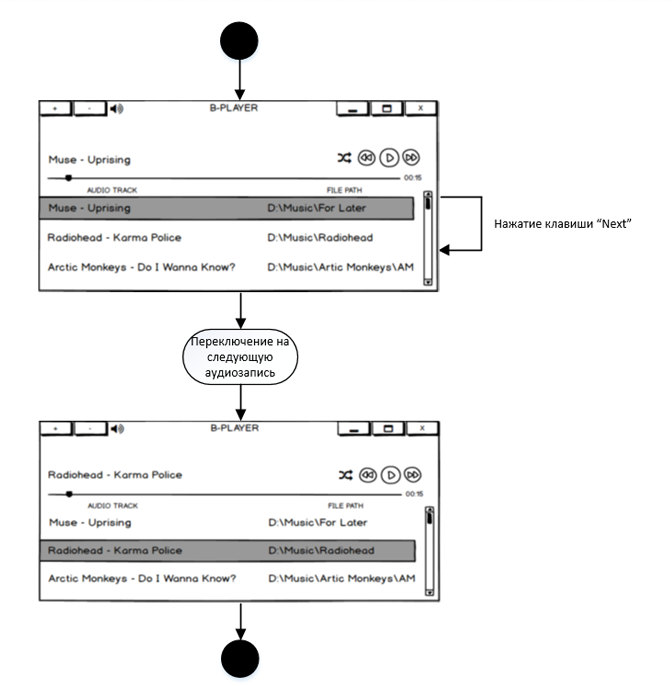 + - B-PLAYER X
Muse - Uprising
00:15
AUDIO TRACK FILE PATH
Muse - Uprising D:\Music\For Later
Radiohead - Karma Police D:\Music\Radiohead
Arctic Monkeys - Do I Wanna Know? D:\Music\Artic Monkeys\AM
Нажатие клавиши “Next”
Переключение на
следующую
аудиозапись
+ - B-PLAYER X
Radiohead - Karma Police
00:15
AUDIO TRACK FILE PATH
Muse - Uprising D:\Music\For Later
Radiohead - Karma Police D:\Music\Radiohead
Arctic Monkeys - Do I Wanna Know? D:\Music\Artic Monkeys\AM